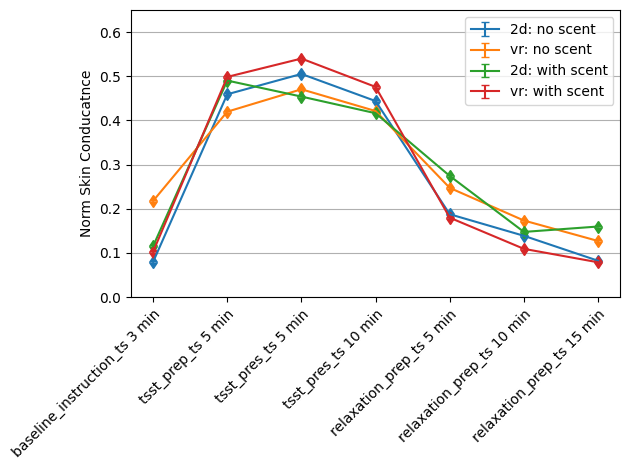 0.6
0.5
0.4
0.3
0.2
0.1
0.0
Norm Skin Conducatnce
2d: no scent
vr: no scent
2d: with scent
vr: with scent
baseline_instruction_ts 3 min
tsst_prep_ts 5 min
tsst_pres_ts 5 min
tsst_pres_ts 10 min
relaxation_prep_ts 5 min
relaxation_prep_ts 10 min
relaxation_prep_ts 15 min